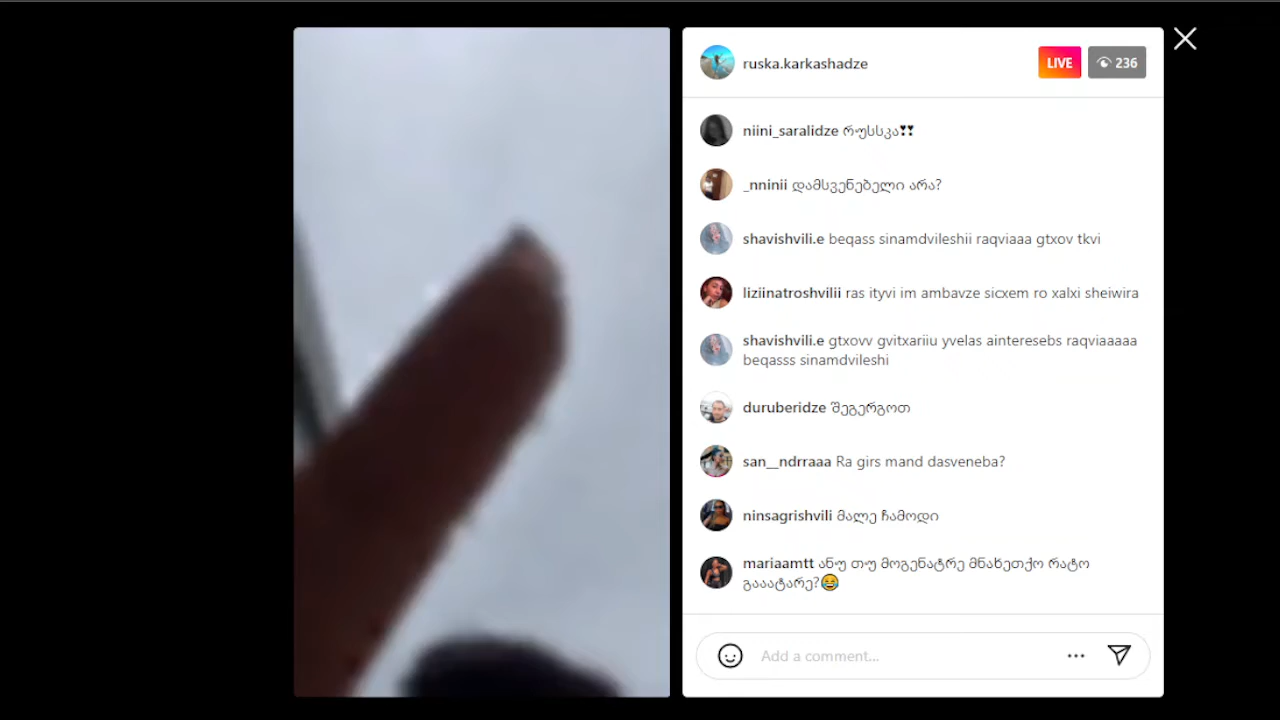 ruska.karkashadze
LIVE
236
niini_saralidze რუსსკა❣❣
_nninii დამსვენებელი არა?
shavishvili.e beqass sinamdvileshii raqviaaa gtxov tkvi
liziinatroshvilii ras ityvi im ambavze sicxem ro xalxi sheiwira
shavishvili.e gtxovv gvitxariiu yvelas ainteresebs raqviaaaaa
beqasss sinamdvileshi
duruberidze შეგერგოთ
san__ndrraaa Ra girs mand dasveneba?
ninsagrishvili მალე ჩამოდი
mariaamtt ანუ თუ მოგენატრე მნახეთქო რატო
გააატარე?😂
Add a comment...